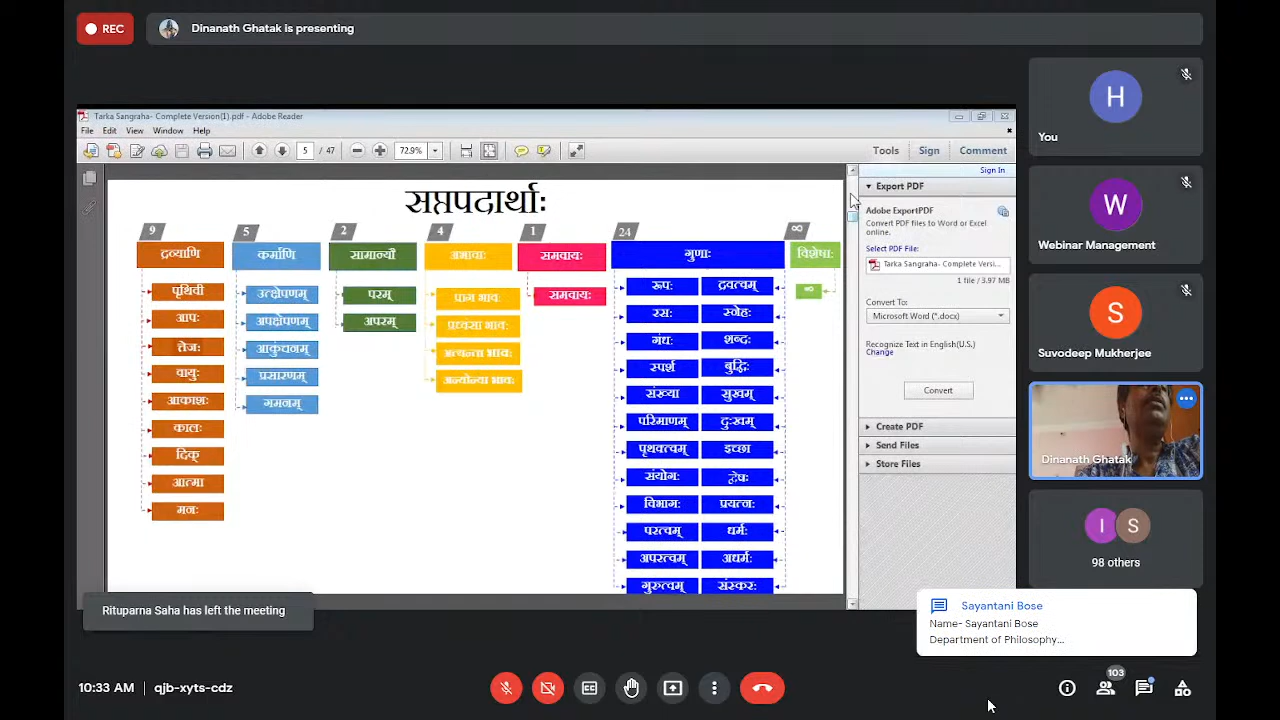 REC
Dinanath Ghatak is presenting
Tarka Sangraha- Complete Version(1).pdf - Adobe Reader
File Edit View Window Help
5 / 47 72.9% Tools Sign Comment
सप्तपदार्थाः
9 5 2 4 1 24 ∞
द्रव्याणि कर्माणि सामान्यौ अभावाः समवायः गुणाः विशेषाः
पृथिवी उत्क्षेपणम् परम् प्राग भावः समवायः रूपः द्रवत्वम् ∞
आपः अपक्षेपणम् अपरम् प्रध्वंसा भावः रसः स्नेहः
तेजः आकुंचनम् अत्यन्ता भावः गंधः शब्दः
वायुः प्रसारणम् अन्योन्या भावः स्पर्श बुद्धिः
आकाशः गमनम् संख्या सुखम्
कालः परिमाणम् दुःखम्
दिक् पृथक्त्वम् इच्छा
आत्मा संयोगः द्वेषः
मनः विभागः प्रयत्नः
परत्वम् धर्मः
अपरत्वम् अधर्मः
गुरुत्वम् संस्कारः
Sign In
Export PDF
Adobe ExportPDF
Convert PDF files to Word or Excel
online.
Select PDF File:
Tarka Sangraha- Complete Versi...
1 file / 3.97 MB
Convert To:
Microsoft Word (*.docx)
Recognize Text in English(U.S.)
Change
Convert
Create PDF
Send Files
Store Files
H
You
W
Webinar Management
S
Suvodeep Mukherjee
Dinanath Ghatak
I S
98 others
Rituparna Saha has left the meeting
Sayantani Bose
Name- Sayantani Bose
Department of Philosophy...
10:33 AM | qjb-xyts-cdz
CC
103